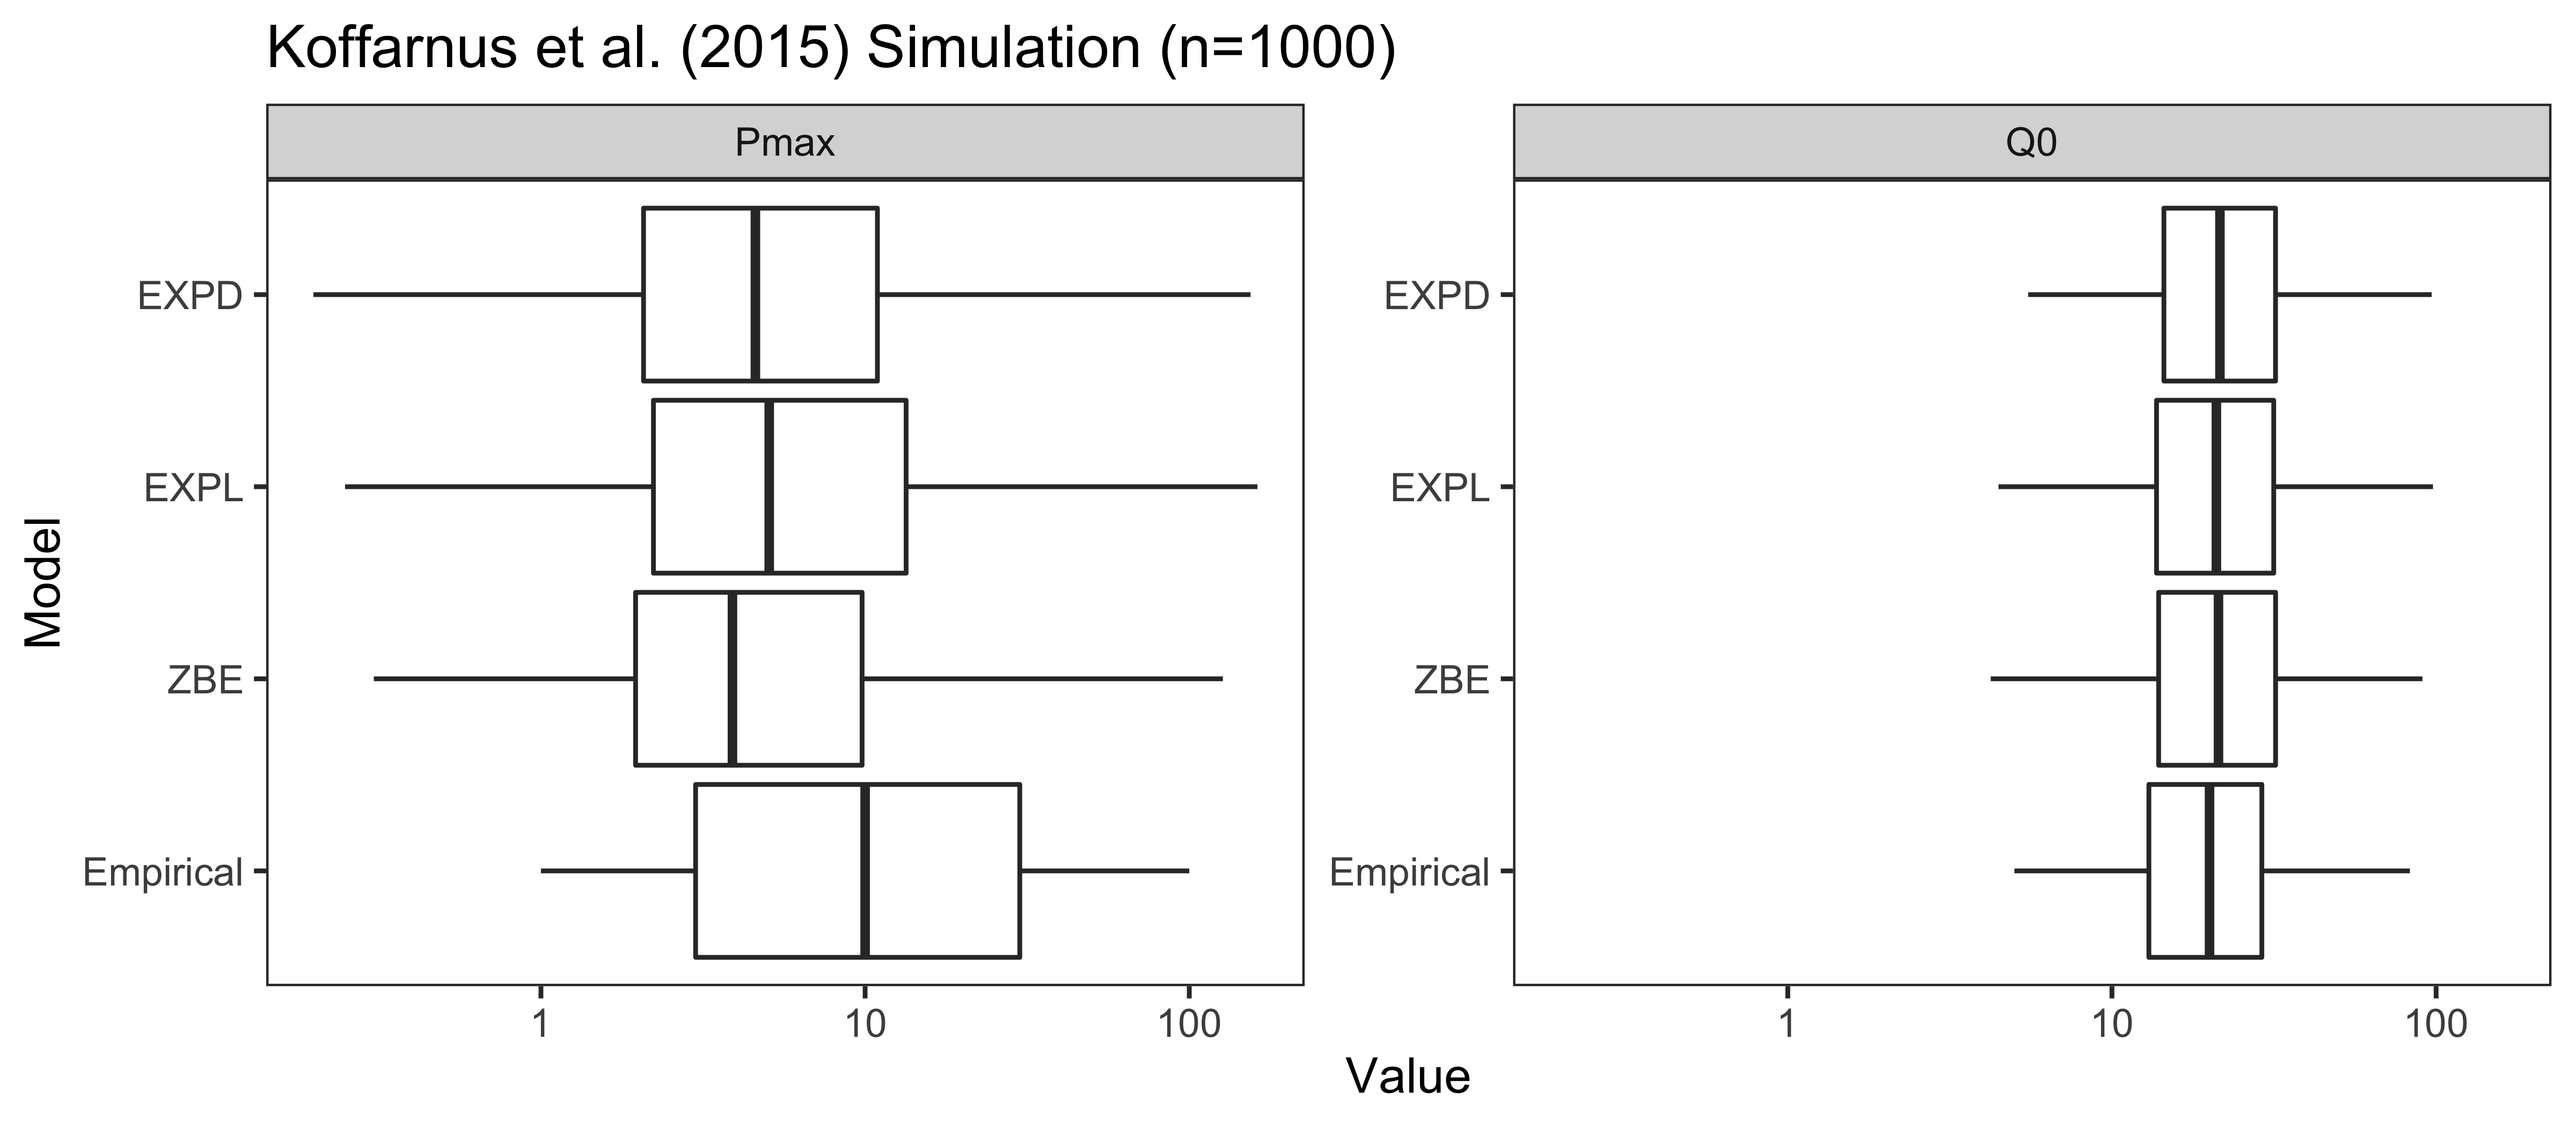 Koffarnus et al. (2015) Simulation (n=1000)
Pmax
Q0
Model
EXPD
EXPL
ZBE
Empirical
EXPD
EXPL
ZBE
Empirical
1 10 100
1 10 100
Value